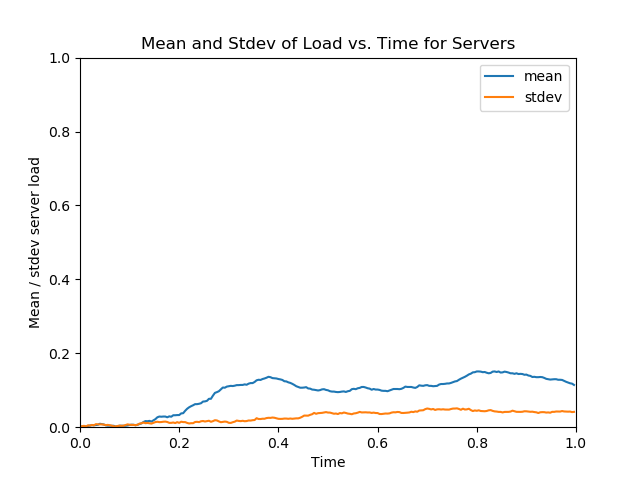 Mean and Stdev of Load vs. Time for Servers
mean
stdev
Mean / stdev server load
1.0
0.8
0.6
0.4
0.2
0.0
0.0 0.2 0.4 0.6 0.8 1.0
Time